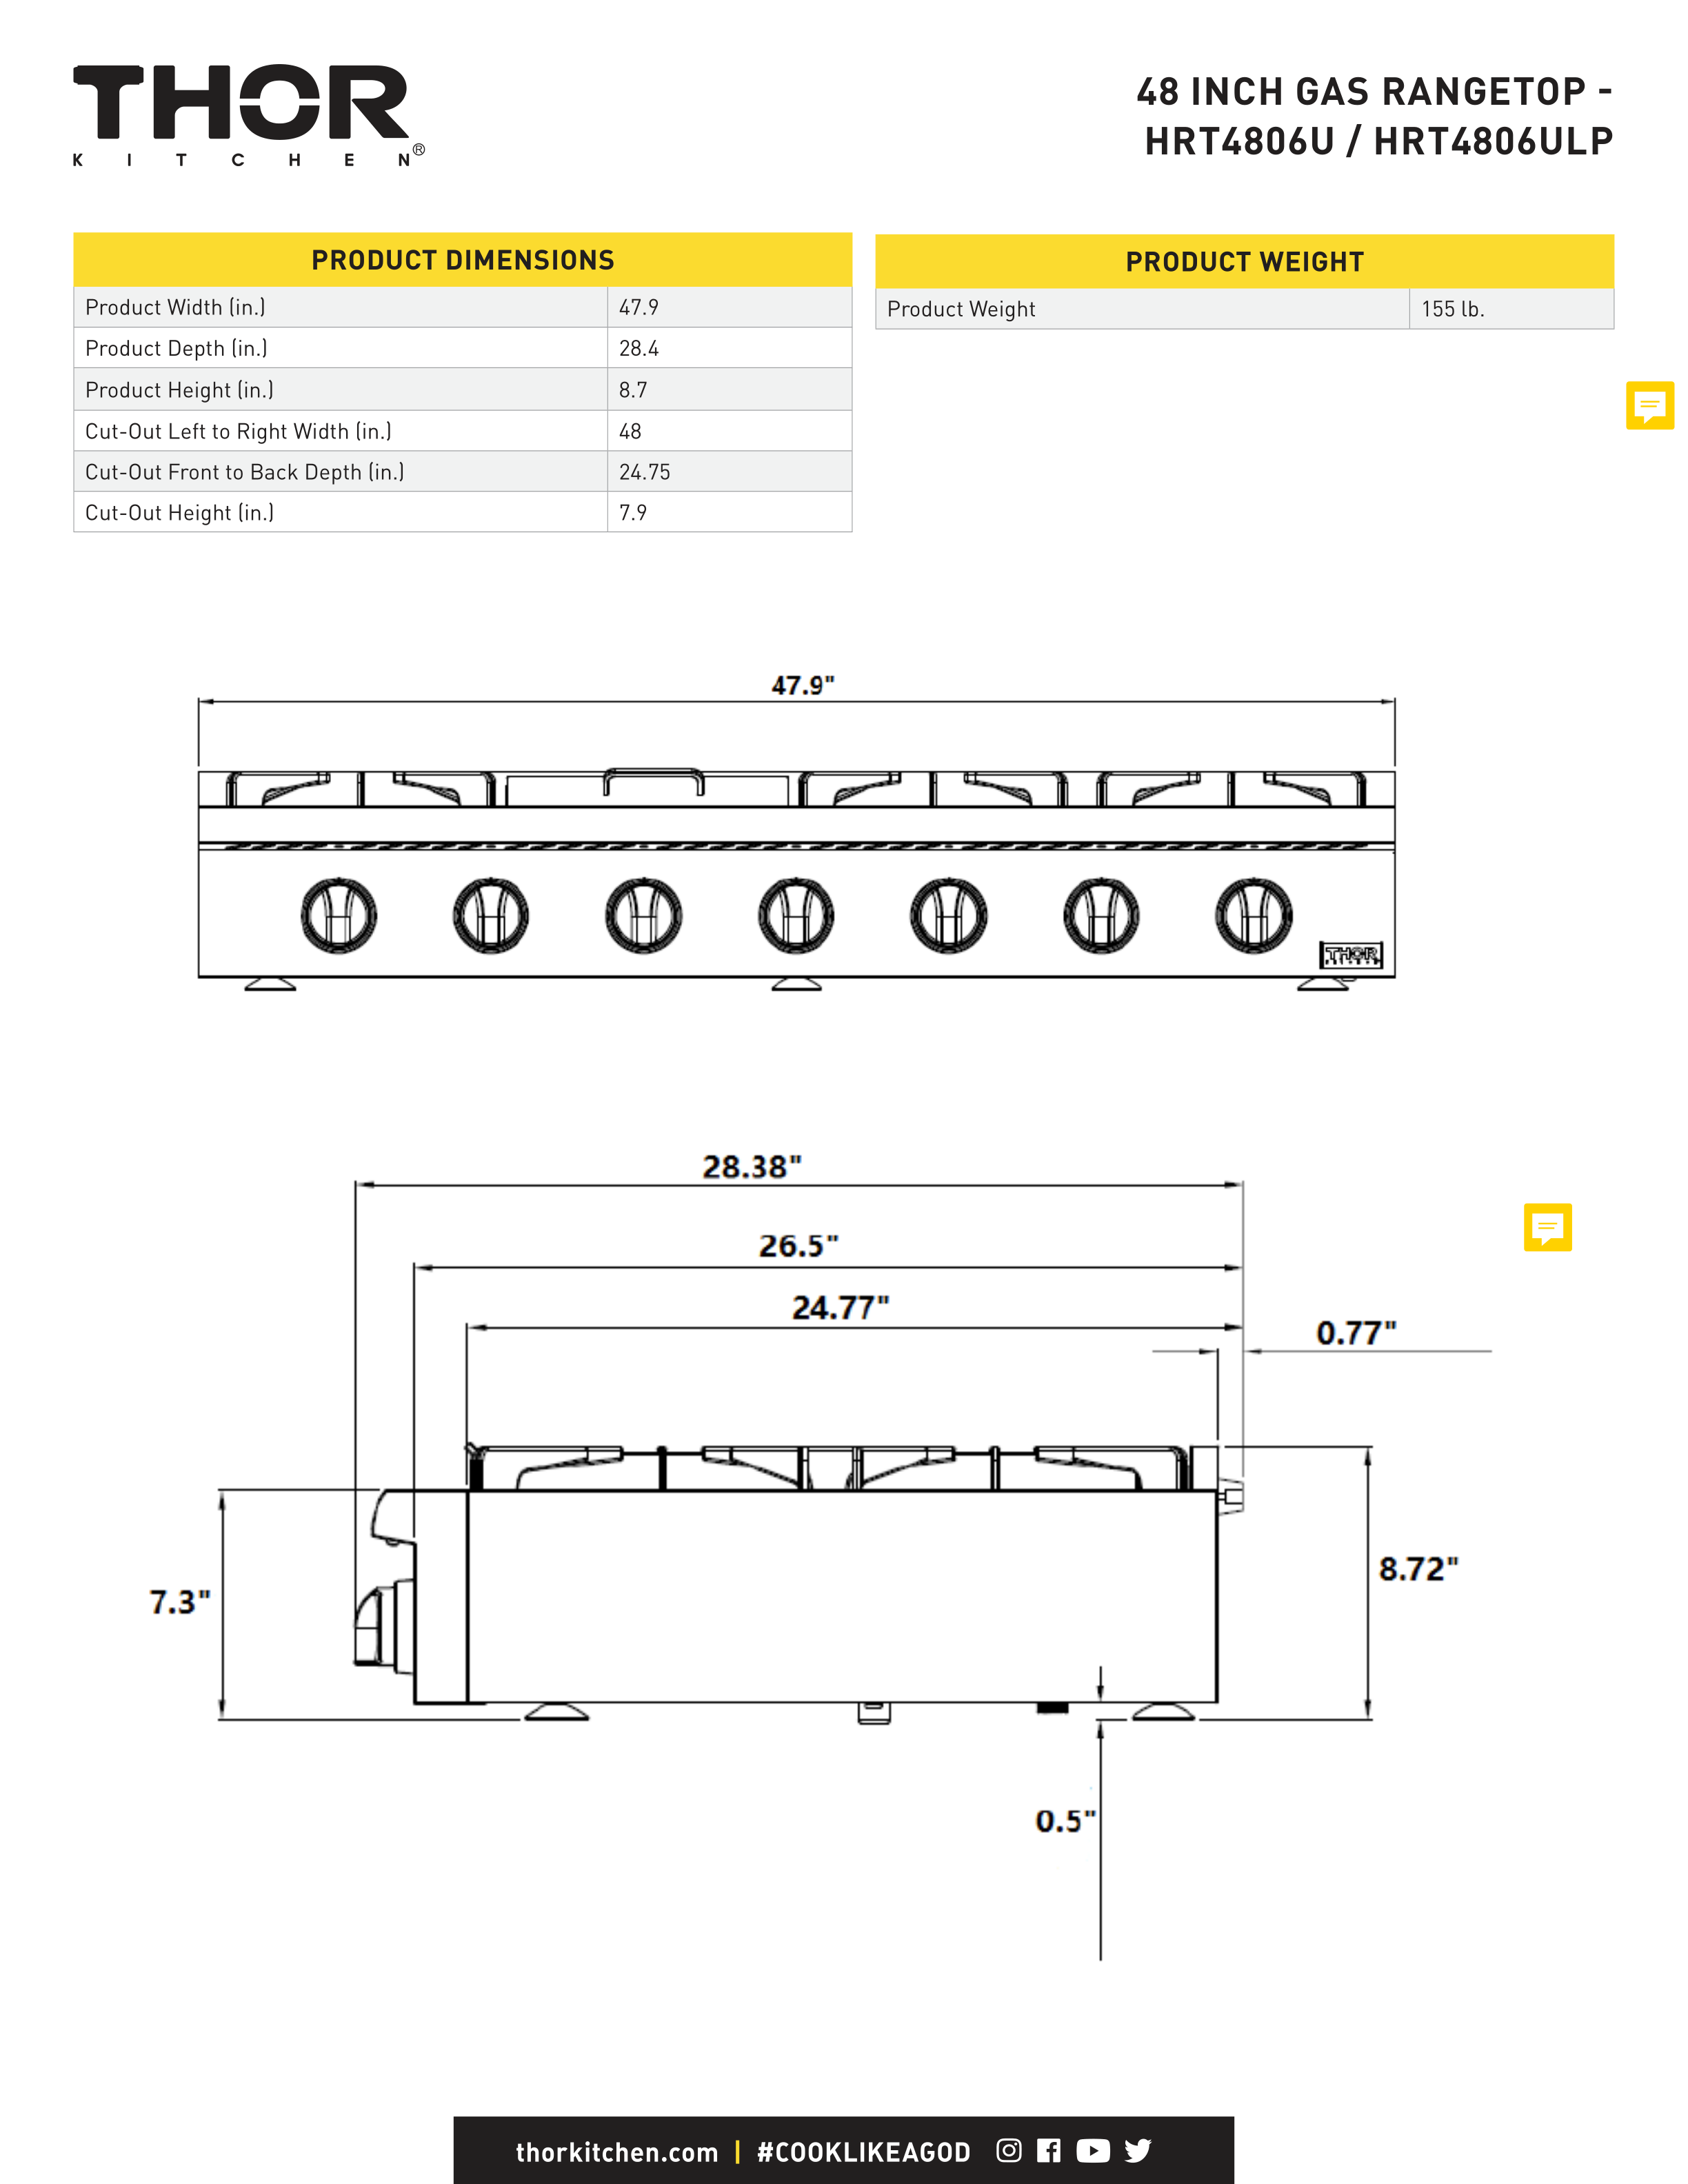 THOR
KITCHEN®
48 INCH GAS RANGETOP -
HRT4806U / HRT4806ULP
PRODUCT DIMENSIONS
Product Width (in.) 47.9
Product Depth (in.) 28.4
Product Height (in.) 8.7
Cut-Out Left to Right Width (in.) 48
Cut-Out Front to Back Depth (in.) 24.75
Cut-Out Height (in.) 7.9
PRODUCT WEIGHT
Product Weight 155 lb.
47.9"
THOR
KITCHEN
28.38"
26.5"
24.77"
0.77"
7.3"
8.72"
0.5"
thorkitchen.com | #COOKLIKEAGOD